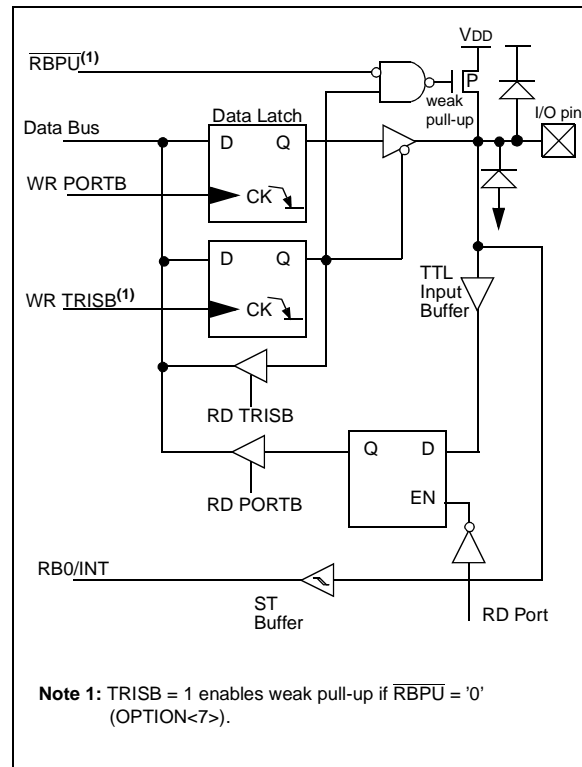 VDD
RBPU(1)
P
weak
pull-up
I/O pin
Data Latch
Data Bus
D Q
WR PORTB
CK
D Q
TTL
Input
Buffer
WR TRISB(1)
CK
RD TRISB
Q D
RD PORTB
EN
RB0/INT
ST
Buffer
RD Port
Note 1: TRISB = 1 enables weak pull-up if RBPU = '0'
(OPTION<7>).